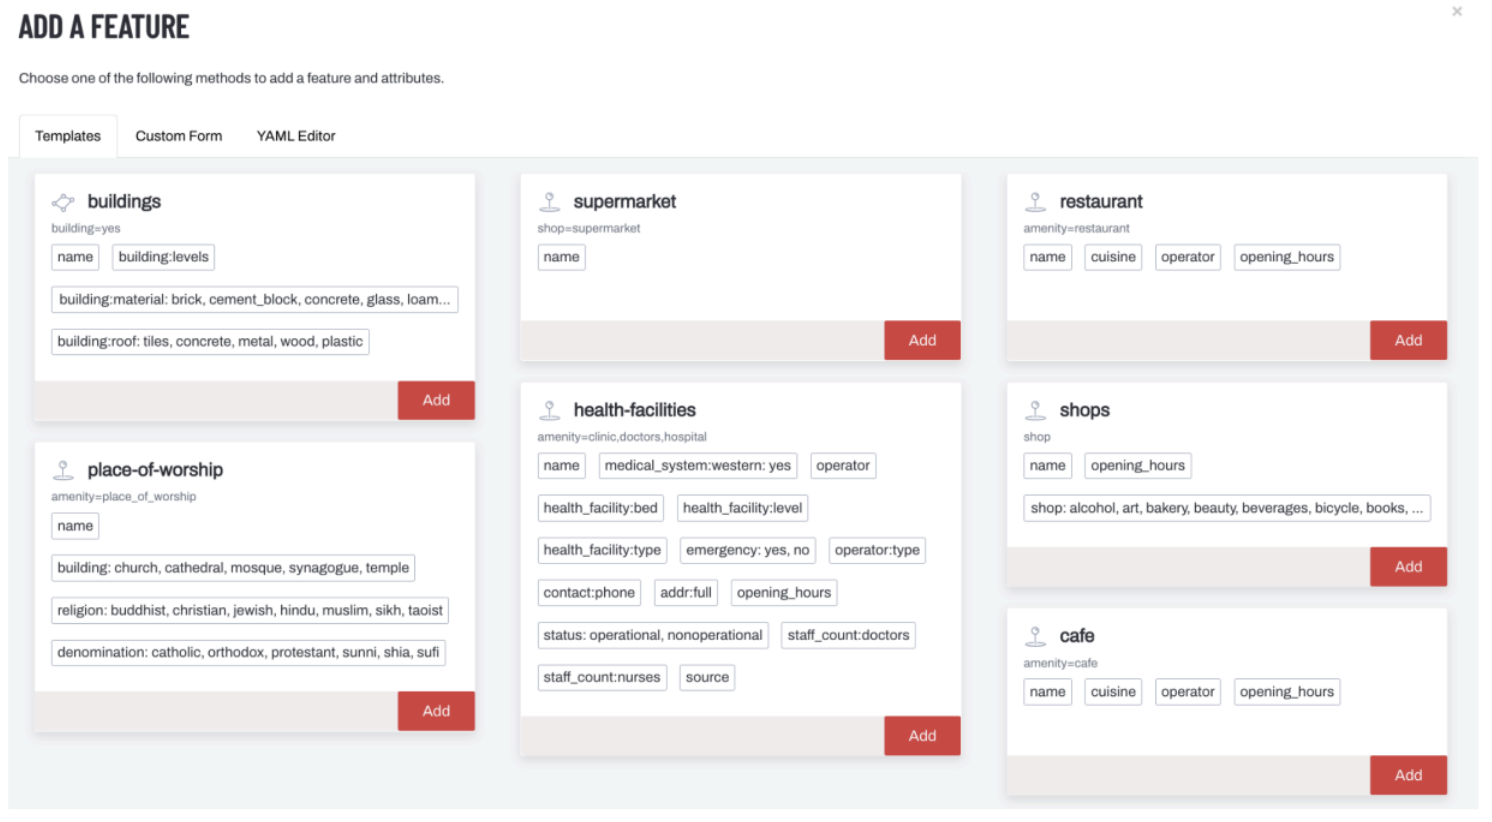 ADD A FEATURE
×
Choose one of the following methods to add a feature and attributes.
Templates Custom Form YAML Editor
buildings
building=yes
name building:levels
building:material: brick, cement_block, concrete, glass, loam...
building:roof: tiles, concrete, metal, wood, plastic
Add
place-of-worship
amenity=place_of_worship
name
building: church, cathedral, mosque, synagogue, temple
religion: buddhist, christian, jewish, hindu, muslim, sikh, taoist
denomination: catholic, orthodox, protestant, sunni, shia, sufi
Add
supermarket
shop=supermarket
name
Add
health-facilities
amenity=clinic,doctors,hospital
name medical_system:western: yes operator
health_facility:bed health_facility:level
health_facility:type emergency: yes, no operator:type
contact:phone addr:full opening_hours
status: operational, nonoperational staff_count:doctors
staff_count:nurses source
Add
restaurant
amenity=restaurant
name cuisine operator opening_hours
Add
shops
shop
name opening_hours
shop: alcohol, art, bakery, beauty, beverages, bicycle, books, ...
Add
cafe
amenity=cafe
name cuisine operator opening_hours
Add